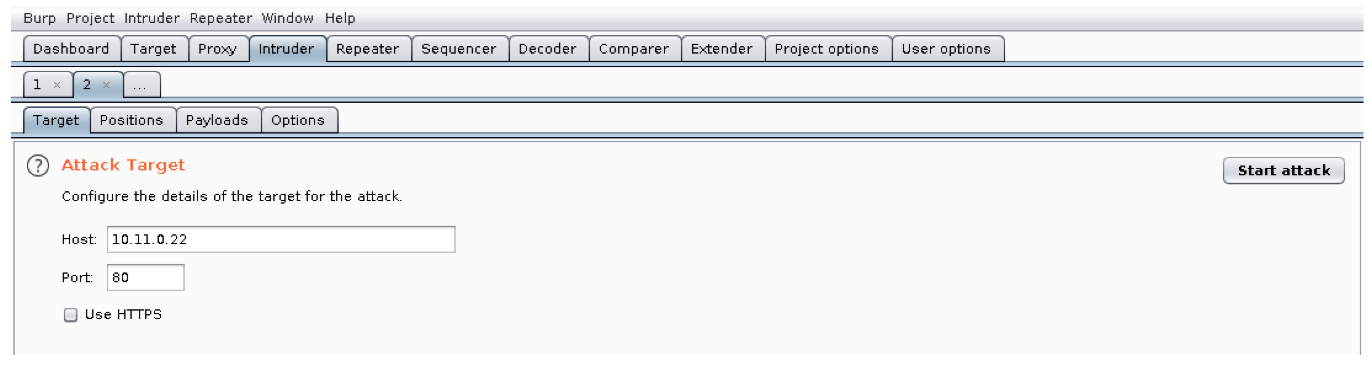 Burp Project Intruder Repeater Window Help
Dashboard Target Proxy Intruder Repeater Sequencer Decoder Comparer Extender Project options User options
1 × 2 × ...
Target Positions Payloads Options
? Attack Target
Start attack
Configure the details of the target for the attack.
Host: 10.11.0.22
Port: 80
Use HTTPS